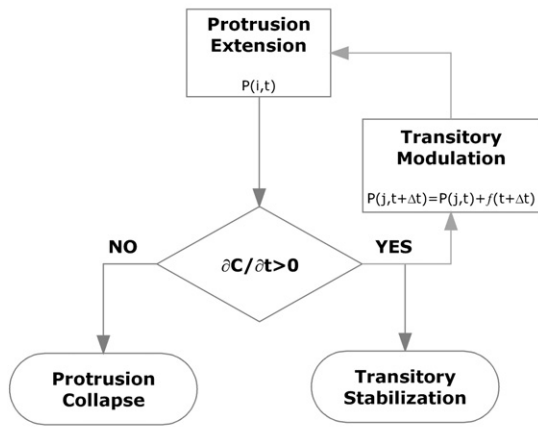 Protrusion
Extension
P(i,t)
Transitory
Modulation
P(j,t+Δt)=P(j,t)+f(t+Δt)
NO
∂C/∂t>0
YES
Protrusion
Collapse
Transitory
Stabilization